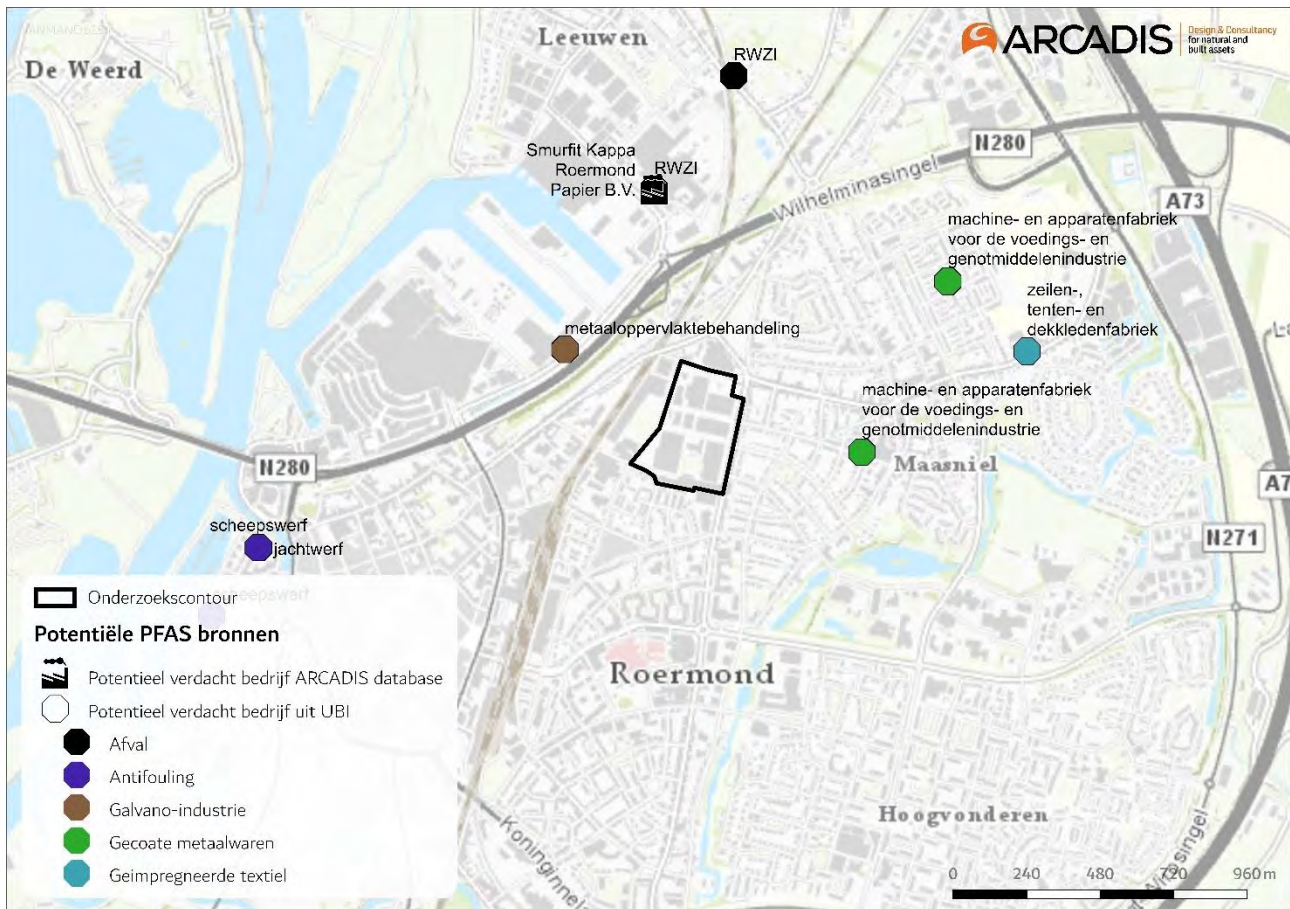 Leeuwen
De Weerd
RWZI
ARCADIS
Design & Consultancy
for natural and
built assets
N280
Smurfit Kappa
Roermond
Papier B.V.
RWZI
Wilhelminasingel
A73
machine- en apparatenfabriek
voor de voedings- en
genotmiddelenindustrie
zeilen-,
tenten- en
dekkledenfabriek
metaaloppervlaktebehandeling
machine- en apparatenfabriek
voor de voedings- en
genotmiddelenindustrie
Maasniel
N280
N271
scheepswerf
jachtwerf
scheepswerf
Roermond
Hoogvonderen
Onderzoekscontour
Potentiële PFAS bronnen
Potentieel verdacht bedrijf ARCADIS database
Potentieel verdacht bedrijf uit UBI
Afval
Antifouling
Galvano-industrie
Gecoate metaalwaren
Geimpregneerde textiel
0 240 480 720 960 m